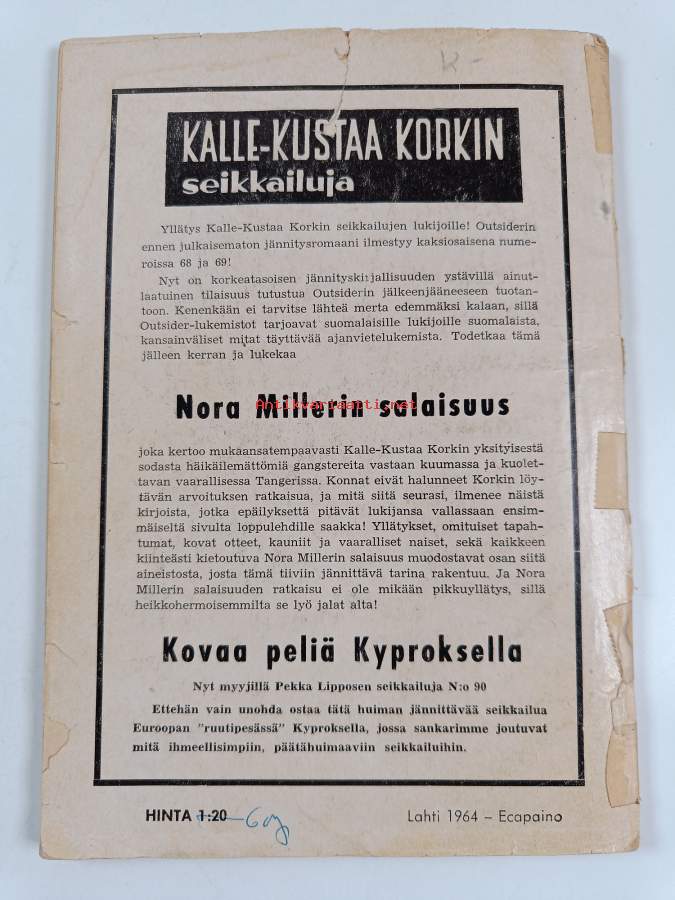 KALLE-KUSTAA KORKIN
seikkailuja
Yllätys Kalle-Kustaa Korkin seikkailujen lukijoille! Outsiderin
ennen julkaisematon jännitysromaani ilmestyy kaksiosaisena nume-
roissa 68 ja 69!
Nyt on korkeatasoisen jännityskirjallisuuden ystävillä ainut-
laatuinen tilaisuus tutustua Outsiderin jälkeenjääneeseen tuotan-
toon. Kenenkään ei tarvitse lähteä merta edemmäksi kalaan, sillä
Outsider-lukemistot tarjoavat suomalaisille lukijoille suomalaista,
kansainväliset mitat täyttävää ajanvietelukemista. Todetkaa tämä
jälleen kerran ja lukekaa
Nora Millerin salaisuus
Antikvariaatti.net
joka kertoo mukaansatempaavasti Kalle-Kustaa Korkin yksityisestä
sodasta häikäilemättömiä gangstereita vastaan kuumassa ja kuolet-
tavan vaarallisessa Tangerissa. Konnat eivät halunneet Korkin löy-
tävän arvoituksen ratkaisua, ja mitä siitä seurasi, ilmenee näistä
kirjoista, jotka epäilyksettä pitävät lukijansa vallassaan ensim-
mäiseltä sivulta loppulehdille saakka! Yllätykset, omituiset tapah-
tumat, kovat otteet, kauniit ja vaaralliset naiset, sekä kaikkeen
kiinteästi kietoutuva Nora Millerin salaisuus muodostavat osan siitä
aineistosta, josta tämä tiiviin jännittävä tarina rakentuu. Ja Nora
Millerin salaisuuden ratkaisu ei ole mikään pikkuyllätys, sillä
heikkohermoisemmilta se lyö jalat alta!
Kovaa peliä Kyproksella
Nyt myyjillä Pekka Lipposen seikkailuja N:o 90
Ettehän vain unohda ostaa tätä huiman jännittävää seikkailua
Euroopan "ruutipesässä" Kyproksella, jossa sankarimme joutuvat
mitä ihmeellisimpiin, päätähuimaaviin seikkailuihin.
HINTA 1:20
Lahti 1964 – Ecapaino